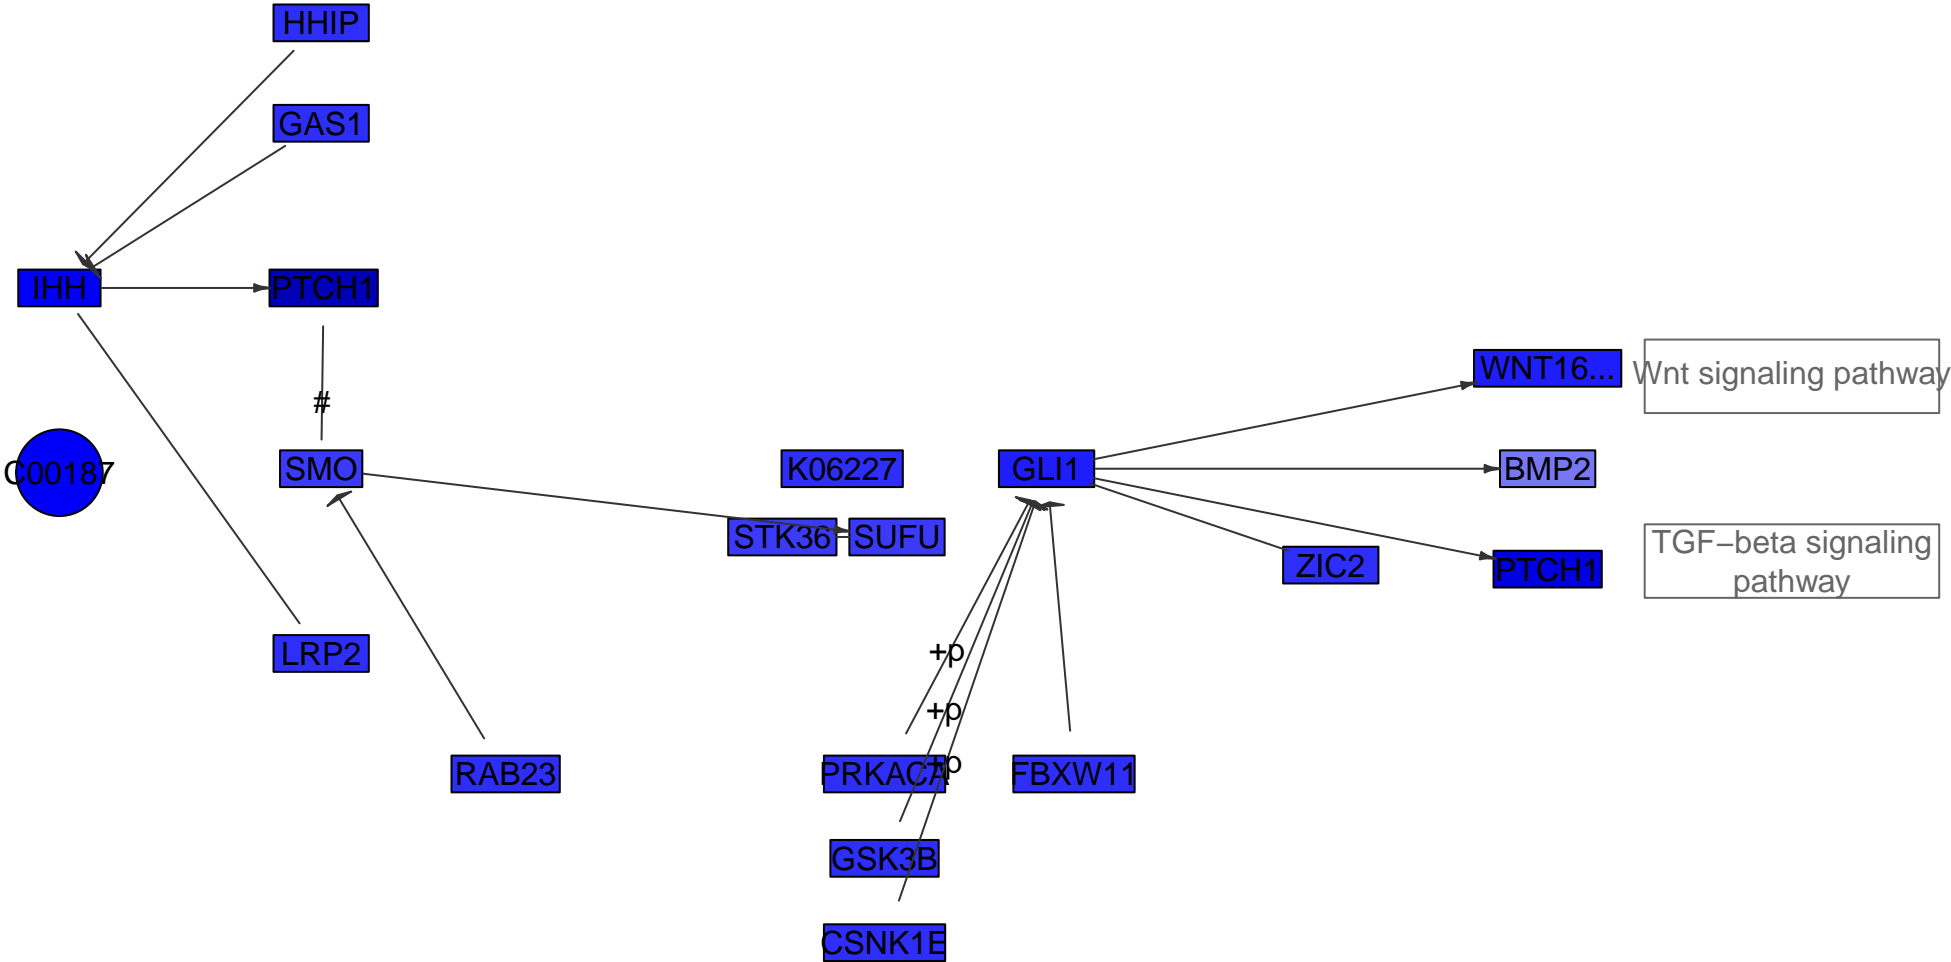 HHIP
GAS1
IHH
PTCH1
WNT16...
Wnt signaling pathway
#
C00187
SMO
K06227
GLI1
BMP2
STK36
SUFU
ZIC2
PTCH1
TGF−beta signaling
pathway
LRP2
+p
+p
+p
RAB23
PRKACA
FBXW11
GSK3B
CSNK1E